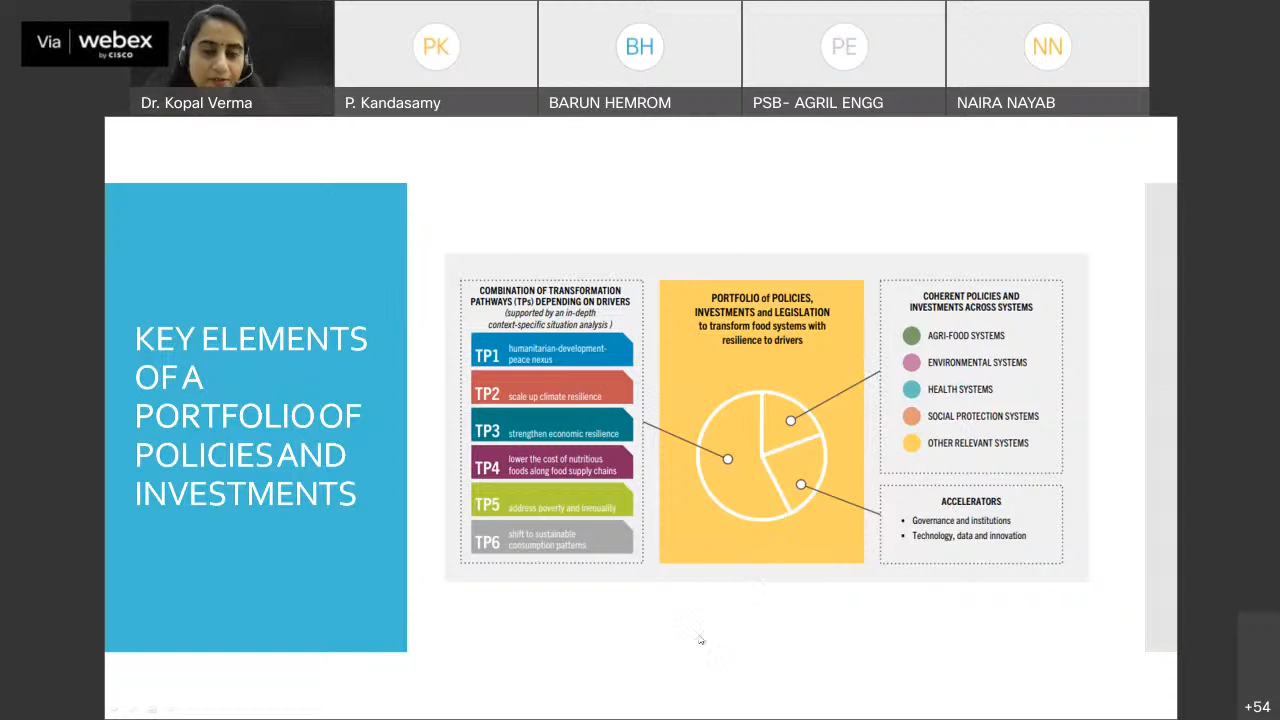 Via webex
by CISCO
PK
BH
PE
NN
Dr. Kopal Verma
P. Kandasamy
BARUN HEMROM
PSB- AGRIL ENGG
NAIRA NAYAB
KEY ELEMENTS
OF A
PORTFOLIO OF
POLICIES AND
INVESTMENTS
COMBINATION OF TRANSFORMATION
PATHWAYS (TPs) DEPENDING ON DRIVERS
(supported by an in-depth
context-specific situation analysis )
TP1 humanitarian-development-
peace nexus
TP2 scale up climate resilience
TP3 strengthen economic resilience
TP4 lower the cost of nutritious
foods along food supply chains
TP5 address poverty and inequality
TP6 shift to sustainable
consumption patterns
PORTFOLIO of POLICIES,
INVESTMENTS and LEGISLATION
to transform food systems with
resilience to drivers
COHERENT POLICIES AND
INVESTMENTS ACROSS SYSTEMS
AGRI-FOOD SYSTEMS
ENVIRONMENTAL SYSTEMS
HEALTH SYSTEMS
SOCIAL PROTECTION SYSTEMS
OTHER RELEVANT SYSTEMS
ACCELERATORS
• Governance and institutions
• Technology, data and innovation
+54